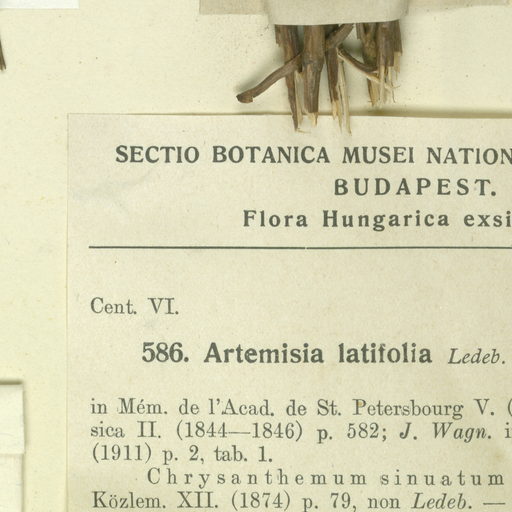 SECTIO BOTANICA MUSEI NATION
BUDAPEST.
Flora Hungarica exsi
Cent. VI.
586. Artemisia latifolia Ledeb.
in Mém. de l'Acad. de St. Petersbourg V. (
sica II. (1844—1846) p. 582; J. Wagn. i
(1911) p. 2, tab. 1.
Chrysanthemum sinuatum
Közlem. XII. (1874) p. 79, non Ledeb. —